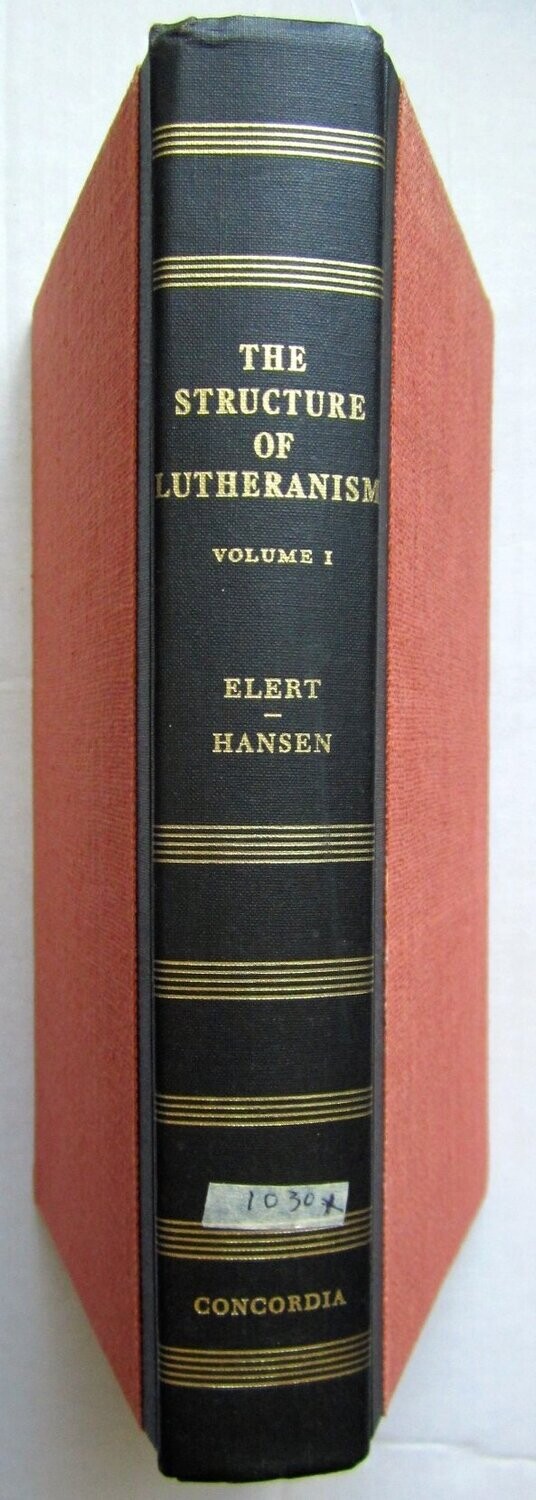 THE
STRUCTURE
OF
LUTHERANISM
VOLUME I
ELERT
—
HANSEN
1030x
CONCORDIA